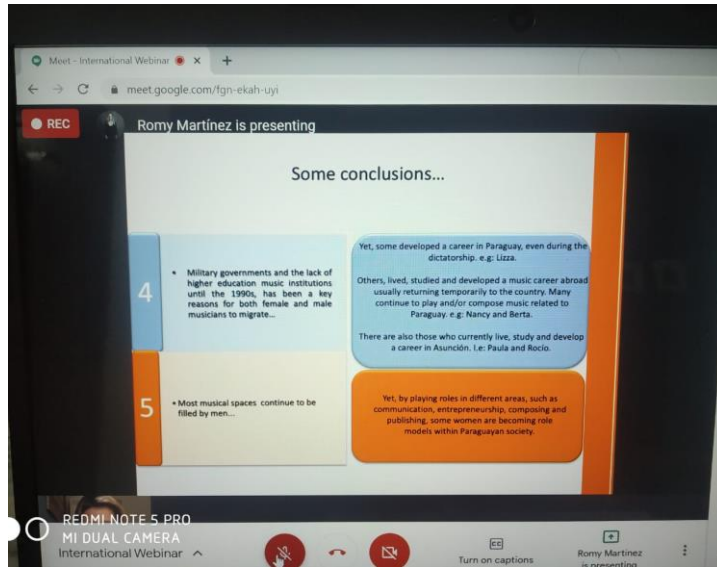 Meet - International Webinar
meet.google.com/fgn-ekah-uyi
REC
Romy Martínez is presenting
Some conclusions...
4
• Military governments and the lack of
higher education music institutions
until the 1990s, has been a key
reasons for both female and male
musicians to migrate...
Yet, some developed a career in Paraguay, even during the
dictatorship. e.g: Lizza.
Others, lived, studied and developed a music career abroad
usually returning temporarily to the country. Many
continue to play and/or compose music related to
Paraguay. e.g: Nancy and Berta.
There are also those who currently live, study and develop
a career in Asunción. I.e: Paula and Rocío.
5
• Most musical spaces continue to be
filled by men...
Yet, by playing roles in different areas, such as
communication, entrepreneurship, composing and
publishing, some women are becoming role
models within Paraguayan society.
REDMI NOTE 5 PRO
MI DUAL CAMERA
International Webinar
CC
Turn on captions
Romy Martínez
is presenting